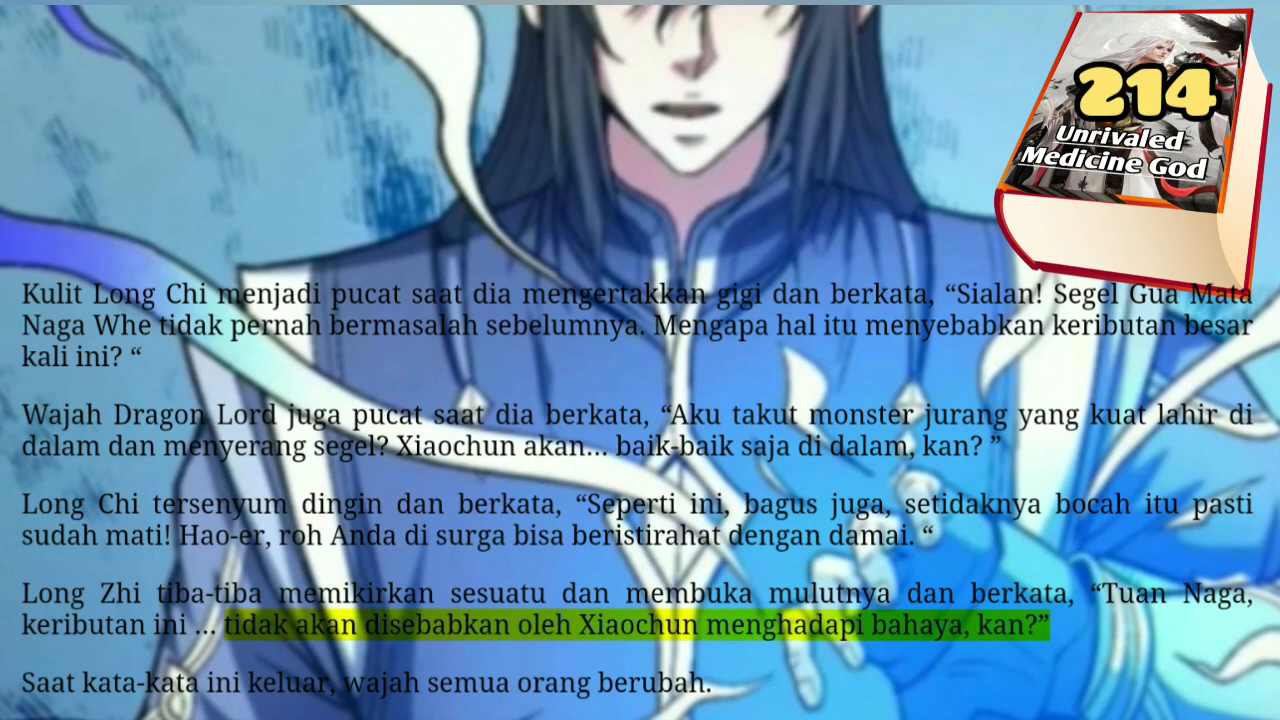 214
Unrivaled
Medicine God
Kulit Long Chi menjadi pucat saat dia mengertakkan gigi dan berkata, “Sialan! Segel Gua Mata
Naga Whe tidak pernah bermasalah sebelumnya. Mengapa hal itu menyebabkan keributan besar
kali ini? “
Wajah Dragon Lord juga pucat saat dia berkata, “Aku takut monster jurang yang kuat lahir di
dalam dan menyerang segel? Xiaochun akan... baik-baik saja di dalam, kan? ”
Long Chi tersenyum dingin dan berkata, “Seperti ini, bagus juga, setidaknya bocah itu pasti
sudah mati! Hao-er, roh Anda di surga bisa beristirahat dengan damai. “
Long Zhi tiba-tiba memikirkan sesuatu dan membuka mulutnya dan berkata, “Tuan Naga,
keributan ini ... tidak akan disebabkan oleh Xiaochun menghadapi bahaya, kan?”
Saat kata-kata ini keluar, wajah semua orang berubah.